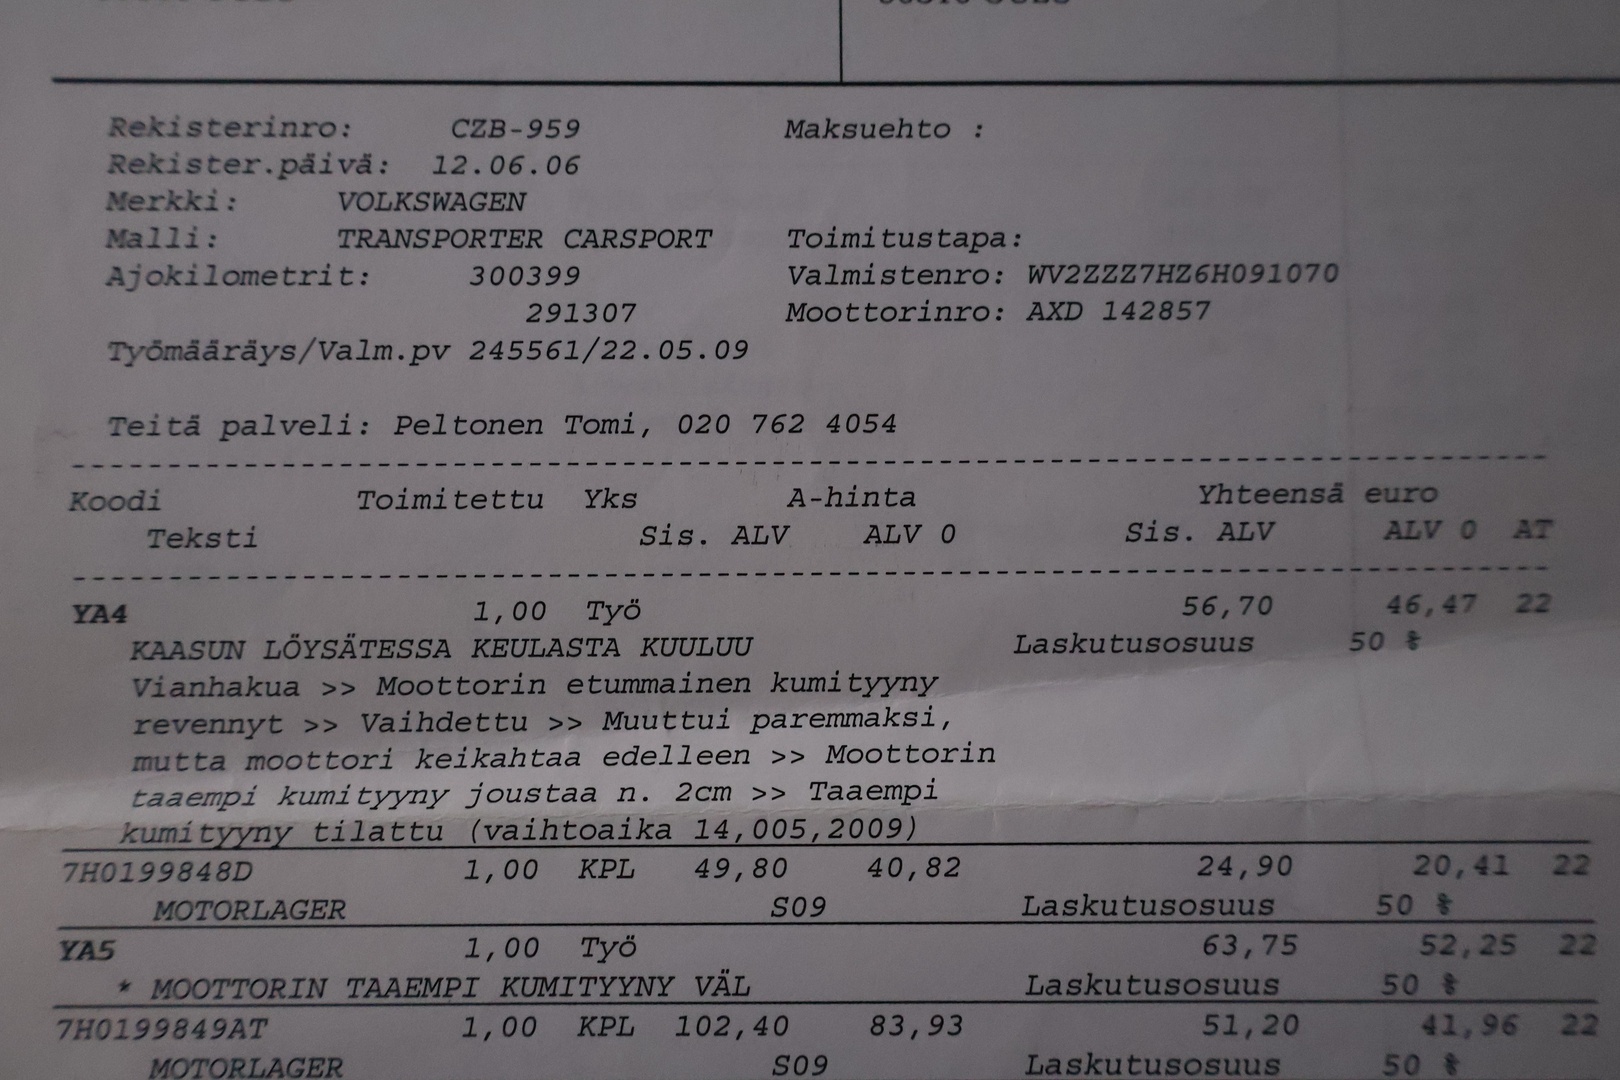 Rekisterinro: CZB-959 Maksuehto :
Rekister.päivä: 12.06.06
Merkki: VOLKSWAGEN
Malli: TRANSPORTER CARSPORT Toimitustapa:
Ajokilometrit: 300399 Valmistenro: WV2ZZZ7HZ6H091070
291307 Moottorinro: AXD 142857
Työmääräys/Valm.pv 245561/22.05.09
Teitä palveli: Peltonen Tomi, 020 762 4054
Koodi Toimitettu Yks A-hinta Yhteensä euro
Teksti Sis. ALV ALV 0 Sis. ALV ALV 0 AT
YA4 1,00 Työ 56,70 46,47 22
KAASUN LÖYSÄTESSA KEULASTA KUULUU Laskutusosuus 50 %
Vianhakua >> Moottorin etummainen kumityyny
revennyt >> Vaihdettu >> Muuttui paremmaksi,
mutta moottori keikahtaa edelleen >> Moottorin
taaempi kumityyny joustaa n. 2cm >> Taaempi
kumityyny tilattu (vaihtoaika 14,005,2009)
7H0199848D 1,00 KPL 49,80 40,82 24,90 20,41 22
MOTORLAGER S09 Laskutusosuus 50 %
YA5 1,00 Työ 63,75 52,25 22
* MOOTTORIN TAAEMPI KUMITYYNY VÄL Laskutusosuus 50 %
7H0199849AT 1,00 KPL 102,40 83,93 51,20 41,96 22
MOTORLAGER S09 Laskutusosuus 50 %